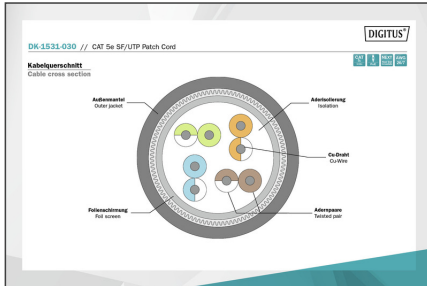 DIGITUS®
DK-1531-030 // CAT 5e SF/UTP Patch Cord
Kabelquerschnitt
Cable cross section
Außenmantel
Outer jacket
Aderisolierung
Isolation
Cu-Draht
Cu-Wire
Folienschirmung
Foil screen
Adernpaare
Twisted pair